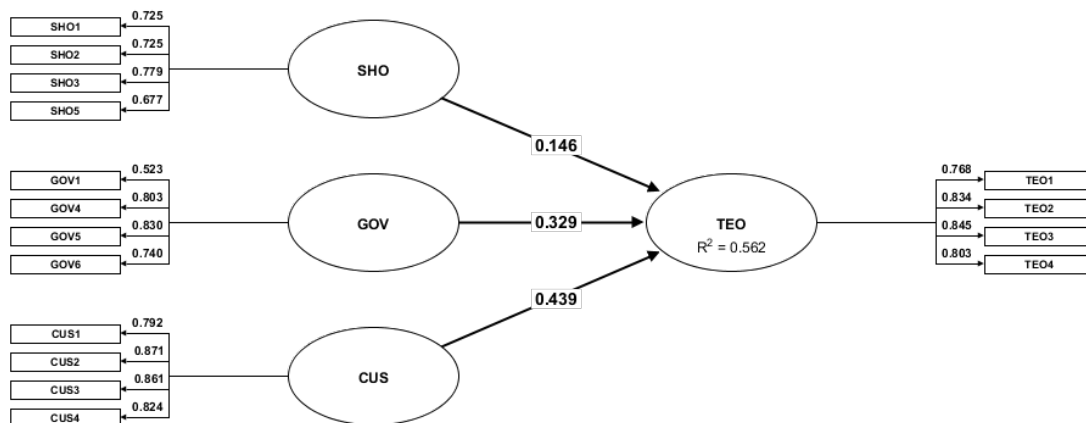 SHO1 0.725
SHO2 0.725
SHO3 0.779
SHO5 0.677
SHO
0.146
GOV1 0.523
GOV4 0.803
GOV5 0.830
GOV6 0.740
GOV
0.329
CUS1 0.792
CUS2 0.871
CUS3 0.861
CUS4 0.824
CUS
0.439
TEO
R² = 0.562
0.768 TEO1
0.834 TEO2
0.845 TEO3
0.803 TEO4